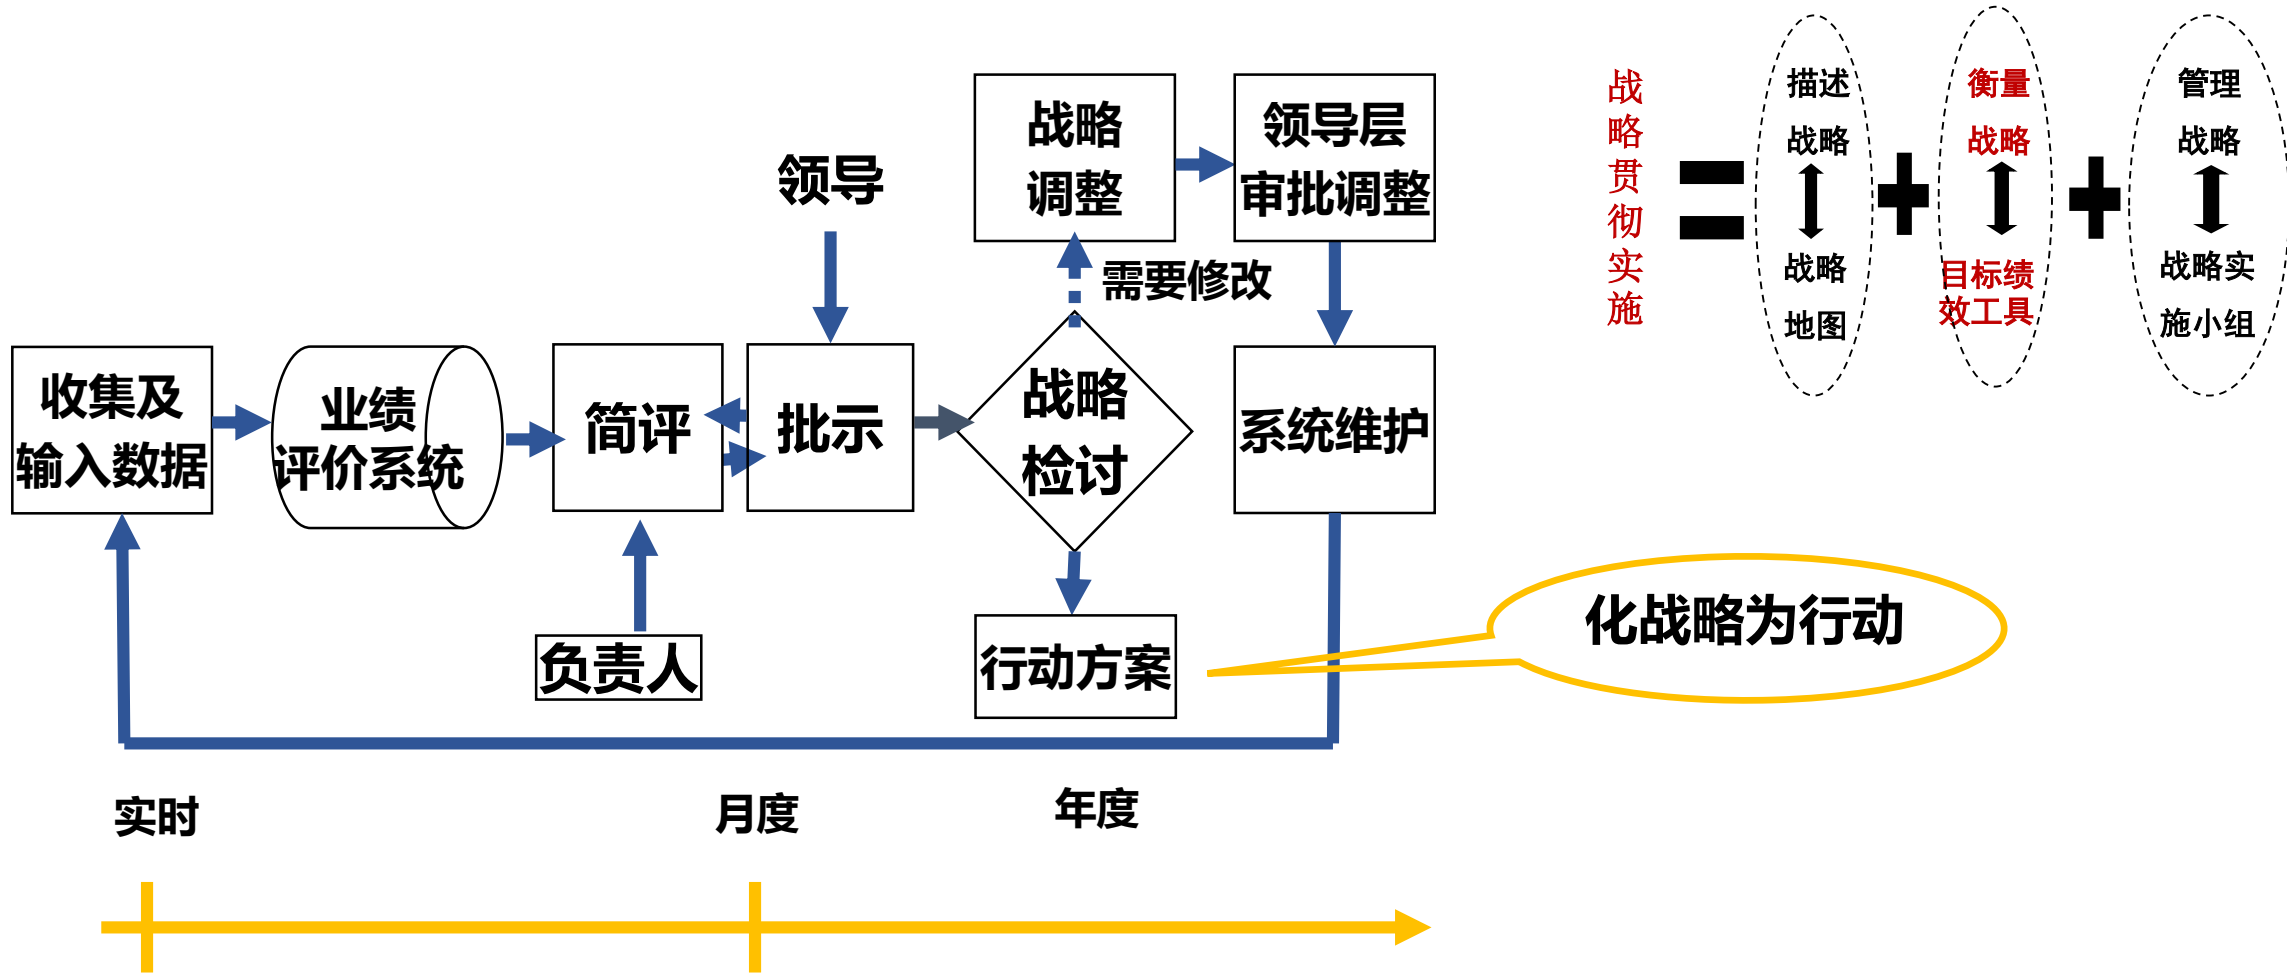 收集及
输入数据
业绩
评价系统
简评
批示
领导
负责人
战略
检讨
需要修改
战略
调整
领导层
审批调整
系统维护
行动方案
化战略为行动
实时
月度
年度
战略贯彻实施
描述
战略
战略
地图
衡量
战略
目标绩
效工具
管理
战略
战略实
施小组